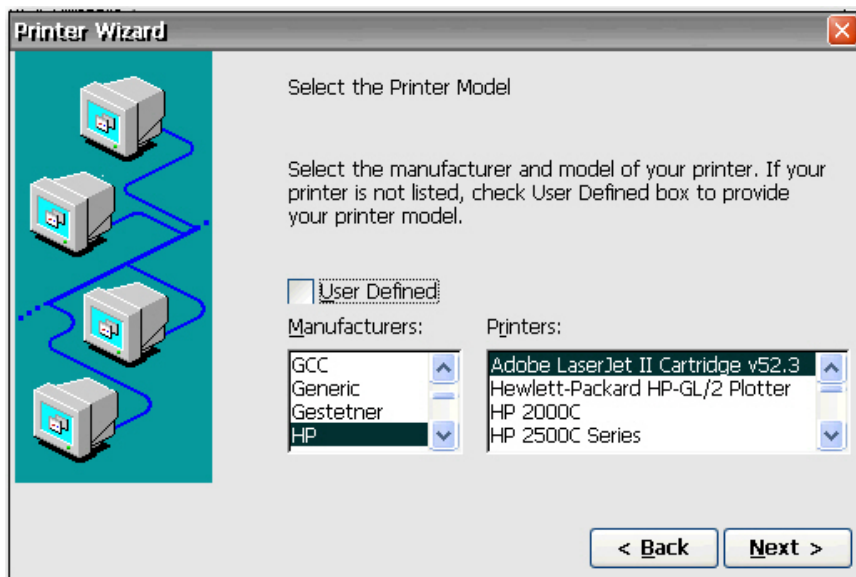 Printer Wizard
Select the Printer Model
Select the manufacturer and model of your printer. If your
printer is not listed, check User Defined box to provide
your printer model.
User Defined
Manufacturers:
Printers:
GCC
Generic
Gestetner
HP
Adobe LaserJet II Cartridge v52.3
Hewlett-Packard HP-GL/2 Plotter
HP 2000C
HP 2500C Series
< Back
Next >